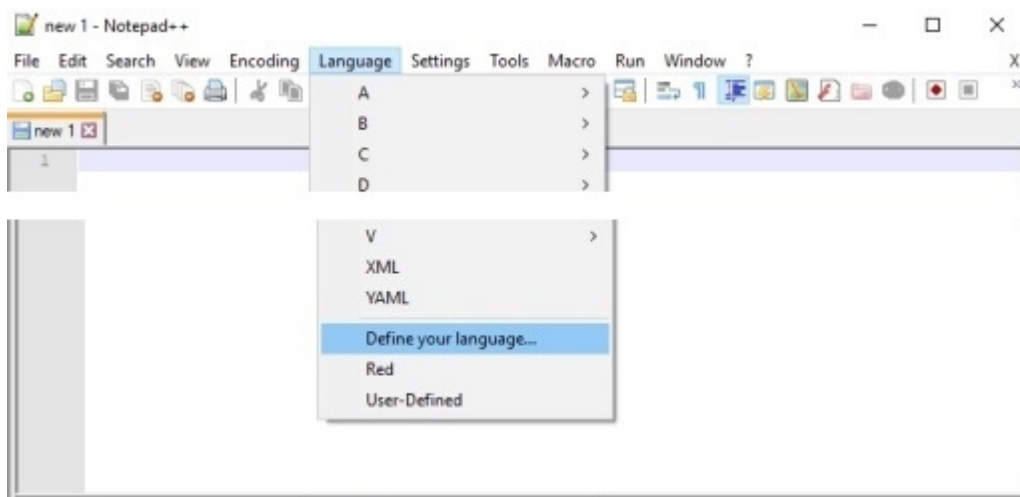 new 1 - Notepad++
File Edit Search View Encoding Language Settings Tools Macro Run Window ? X
new 1
1
A
B
C
D
V
XML
YAML
Define your language...
Red
User-Defined